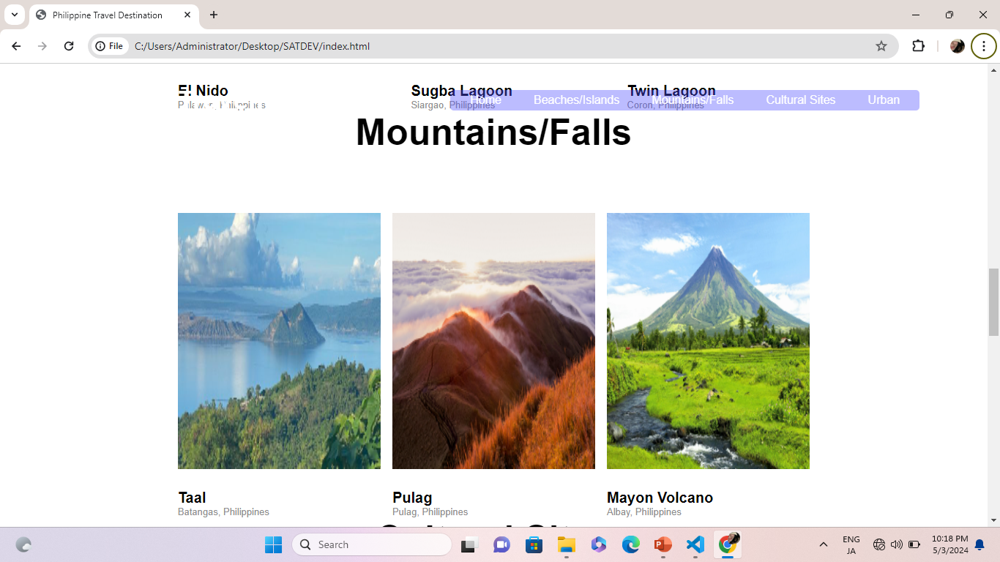 Philippine Travel Destination
File
C:/Users/Administrator/Desktop/SATDEV/index.html
El Nido
Sugba Lagoon
Twin Lagoon
Home
Beaches/Islands
Mountains/Falls
Cultural Sites
Urban
Palawan, Philippines
Siargao, Philippines
Coron, Philippines
Mountains/Falls
Taal
Pulag
Mayon Volcano
Batangas, Philippines
Pulag, Philippines
Albay, Philippines
Search
ENG
JA
10:18 PM
5/3/2024